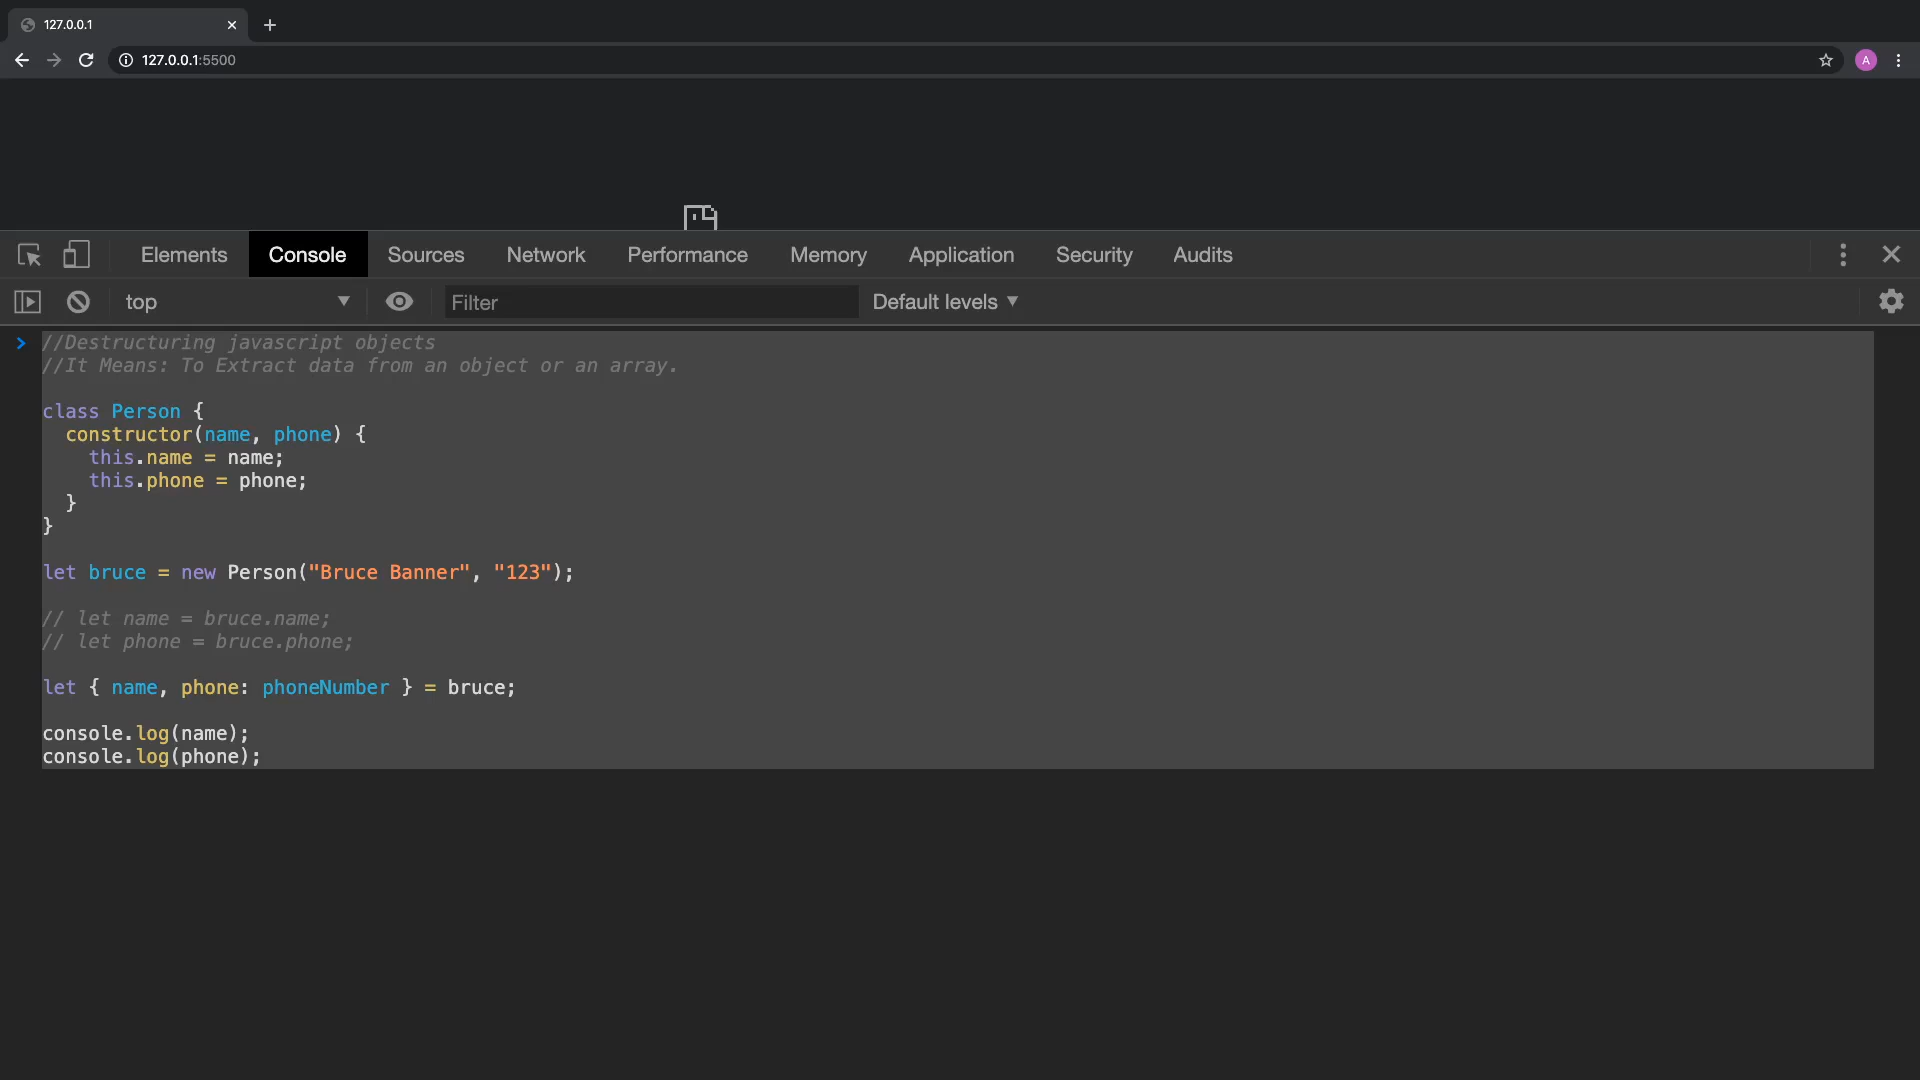 127.0.0.1
127.0.0.1:5500
A
Elements Console Sources Network Performance Memory Application Security Audits
top Filter Default levels
//Destructuring javascript objects
//It Means: To Extract data from an object or an array.
class Person {
constructor(name, phone) {
this.name = name;
this.phone = phone;
}
}
let bruce = new Person("Bruce Banner", "123");
// let name = bruce.name;
// let phone = bruce.phone;
let { name, phone: phoneNumber } = bruce;
console.log(name);
console.log(phone);